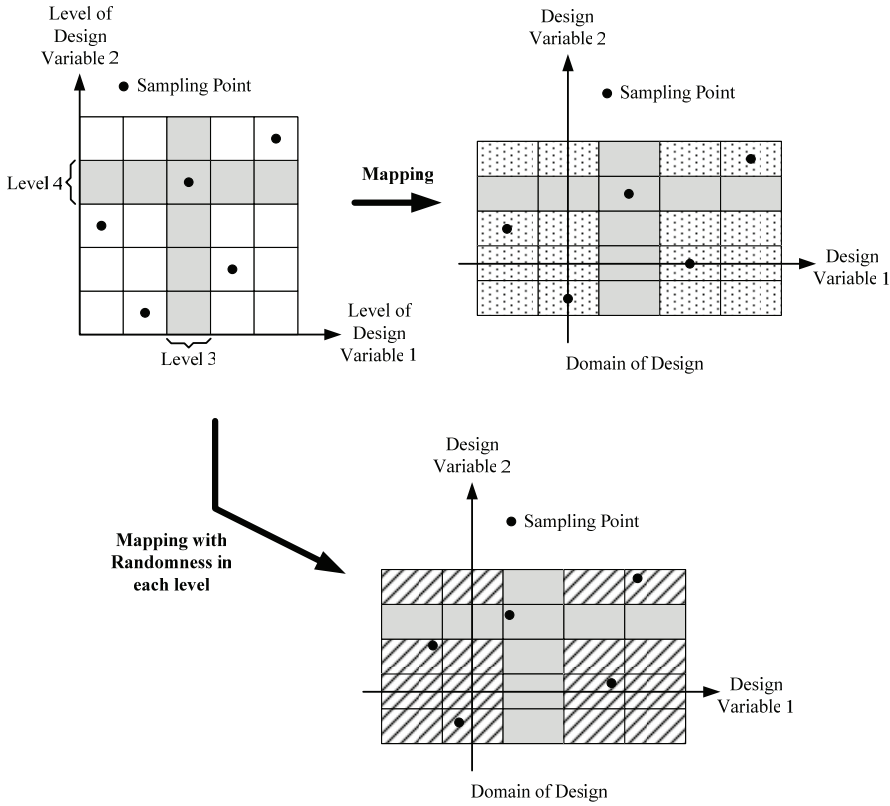 Level of
Design
Variable 2
Sampling Point
Level 4
Level of
Design
Variable 1
Level 3
Mapping
Design
Variable 2
Sampling Point
Design
Variable 1
Domain of Design
Mapping with
Randomness in
each level
Design
Variable 2
Sampling Point
Design
Variable 1
Domain of Design